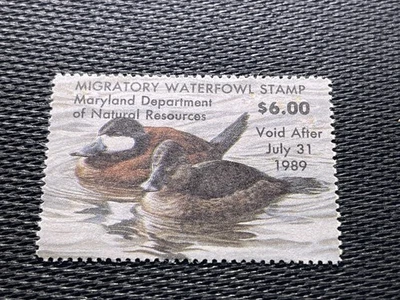 MIGRATORY WATERFOWL STAMP
Maryland Department
of Natural Resources
$6.00
Void After
July 31
1989